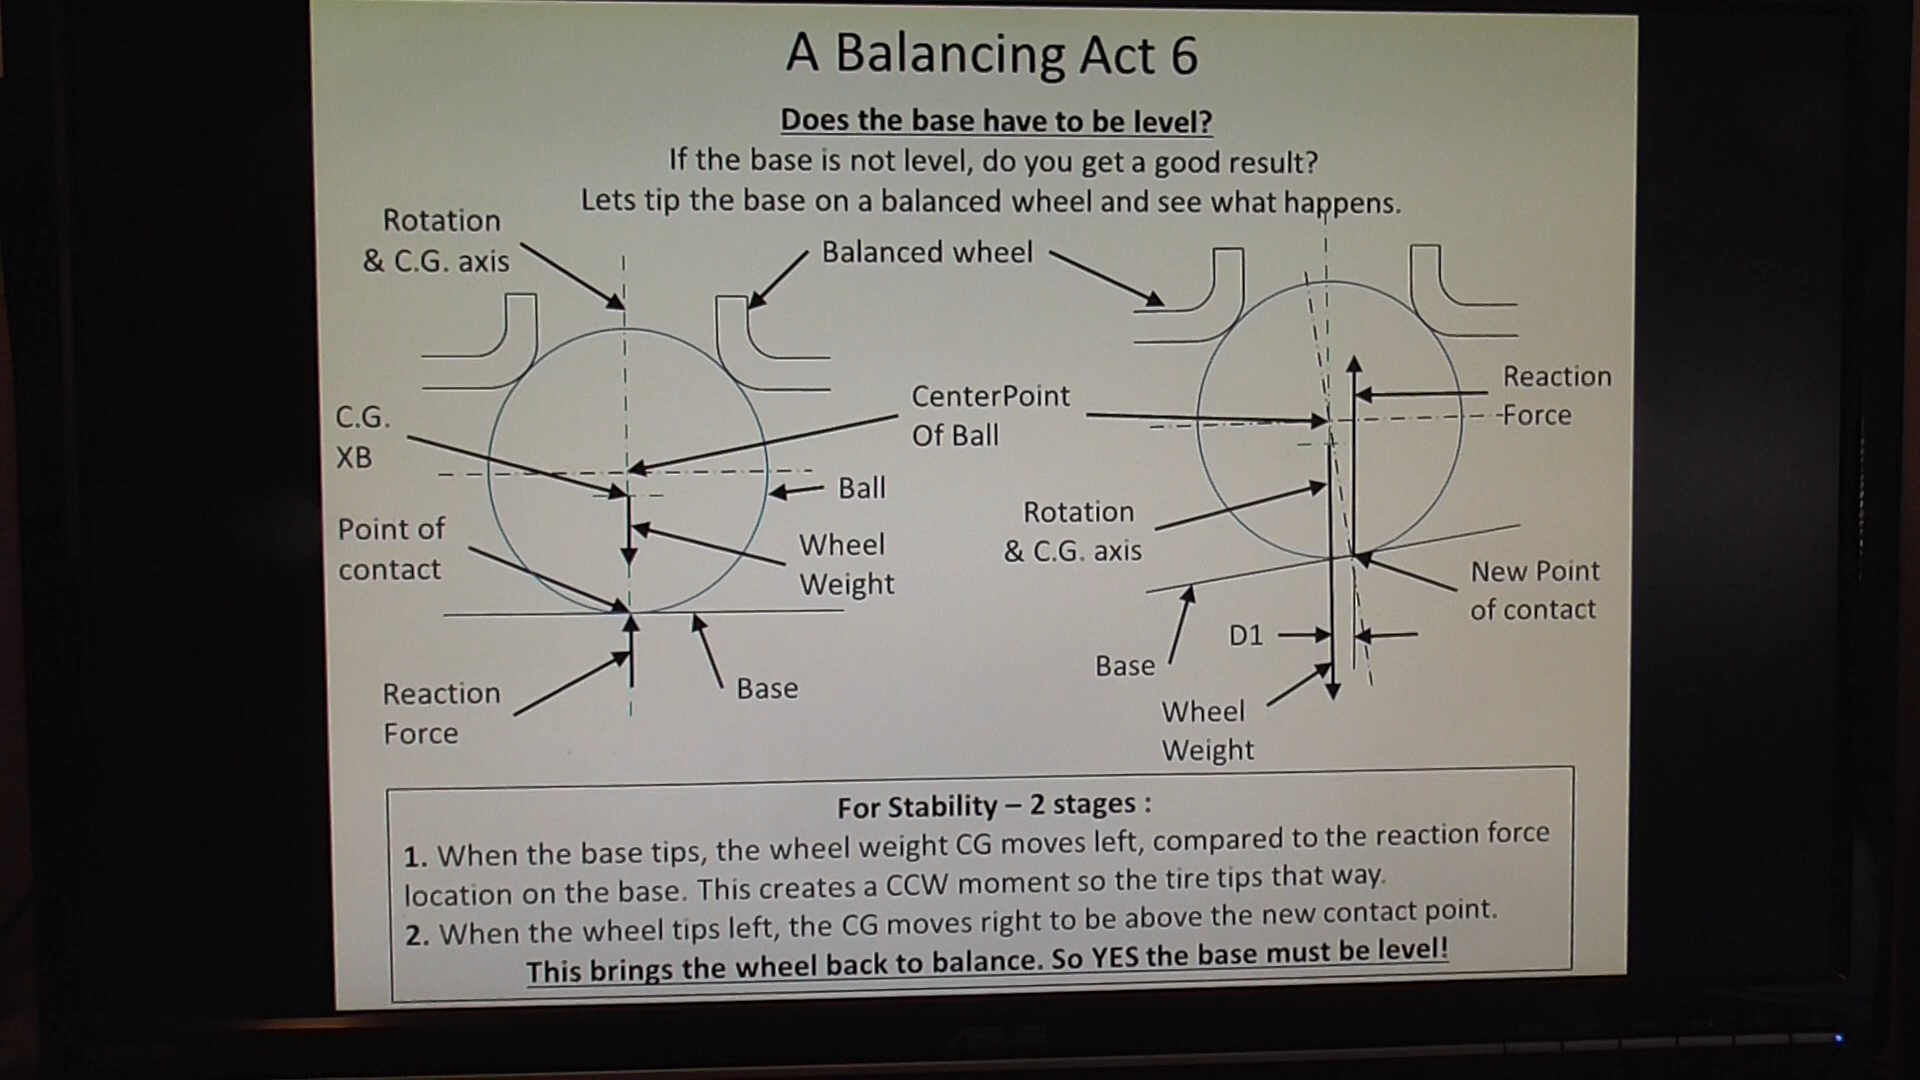 A Balancing Act 6
Does the base have to be level?
If the base is not level, do you get a good result?
Lets tip the base on a balanced wheel and see what happens.
Rotation
& C.G. axis
Balanced wheel
C.G.
XB
CenterPoint
Of Ball
Ball
Point of
contact
Wheel
Weight
Reaction
Force
Base
Reaction
Force
Rotation
& C.G. axis
New Point
of contact
D1
Base
Wheel
Weight
For Stability – 2 stages :
1. When the base tips, the wheel weight CG moves left, compared to the reaction force
location on the base. This creates a CCW moment so the tire tips that way.
2. When the wheel tips left, the CG moves right to be above the new contact point.
This brings the wheel back to balance. So YES the base must be level!